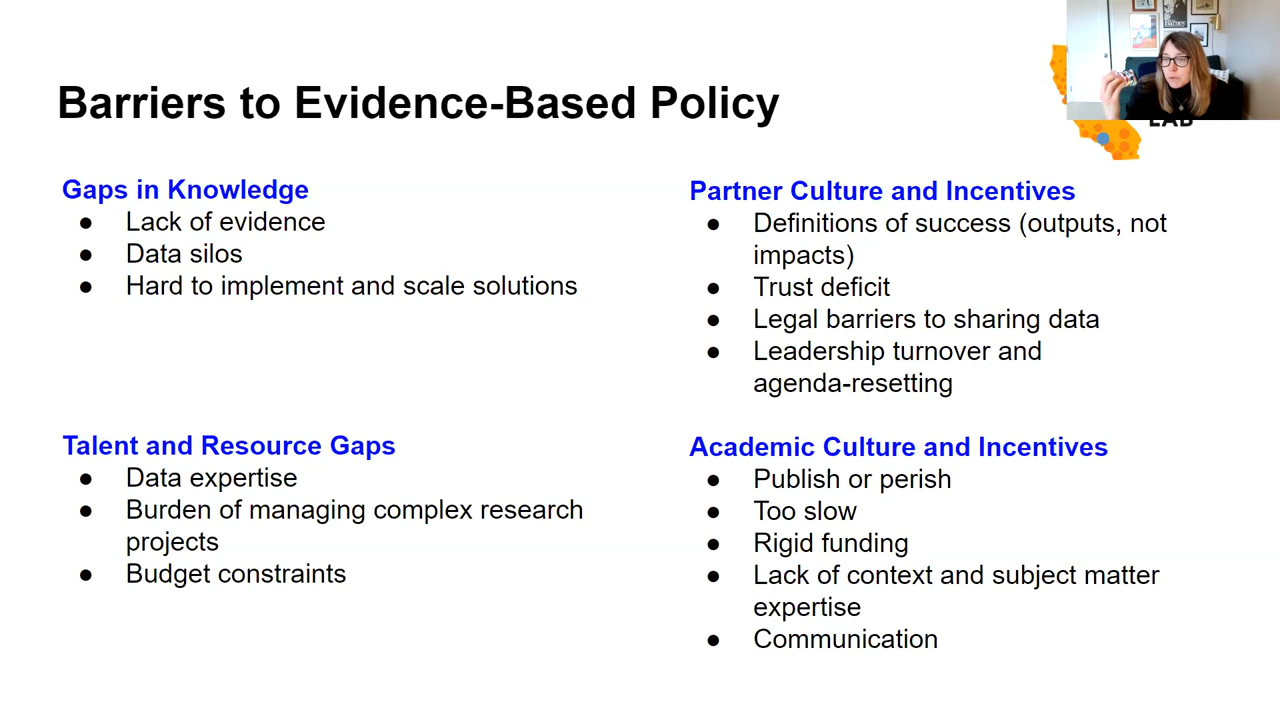 Barriers to Evidence-Based Policy
Gaps in Knowledge
● Lack of evidence
● Data silos
● Hard to implement and scale solutions
Partner Culture and Incentives
● Definitions of success (outputs, not
impacts)
● Trust deficit
● Legal barriers to sharing data
● Leadership turnover and
agenda-resetting
Talent and Resource Gaps
● Data expertise
● Burden of managing complex research
projects
● Budget constraints
Academic Culture and Incentives
● Publish or perish
● Too slow
● Rigid funding
● Lack of context and subject matter
expertise
● Communication
LAB